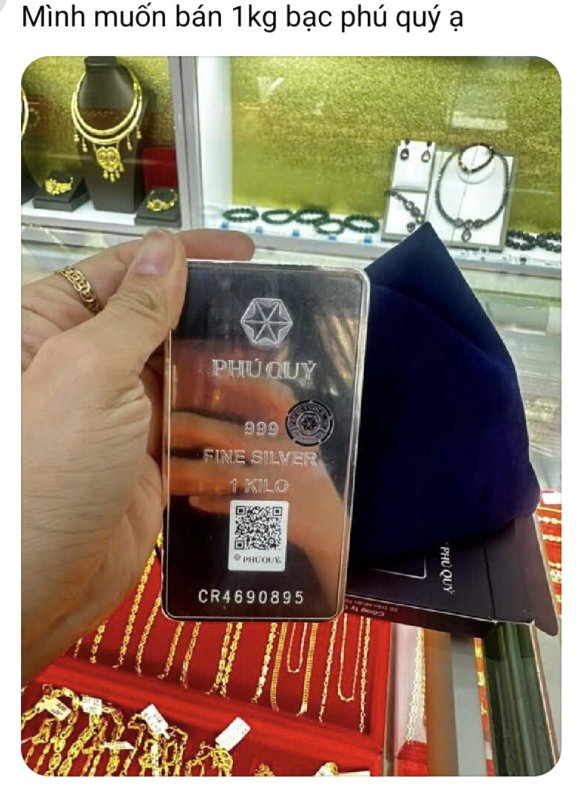 Mình muốn bán 1kg bạc phú quý ạ
PHÚ QUÝ
999
FINE SILVER
1 KILO
PHUQUY
CR4690895
PHÚ QUÝ